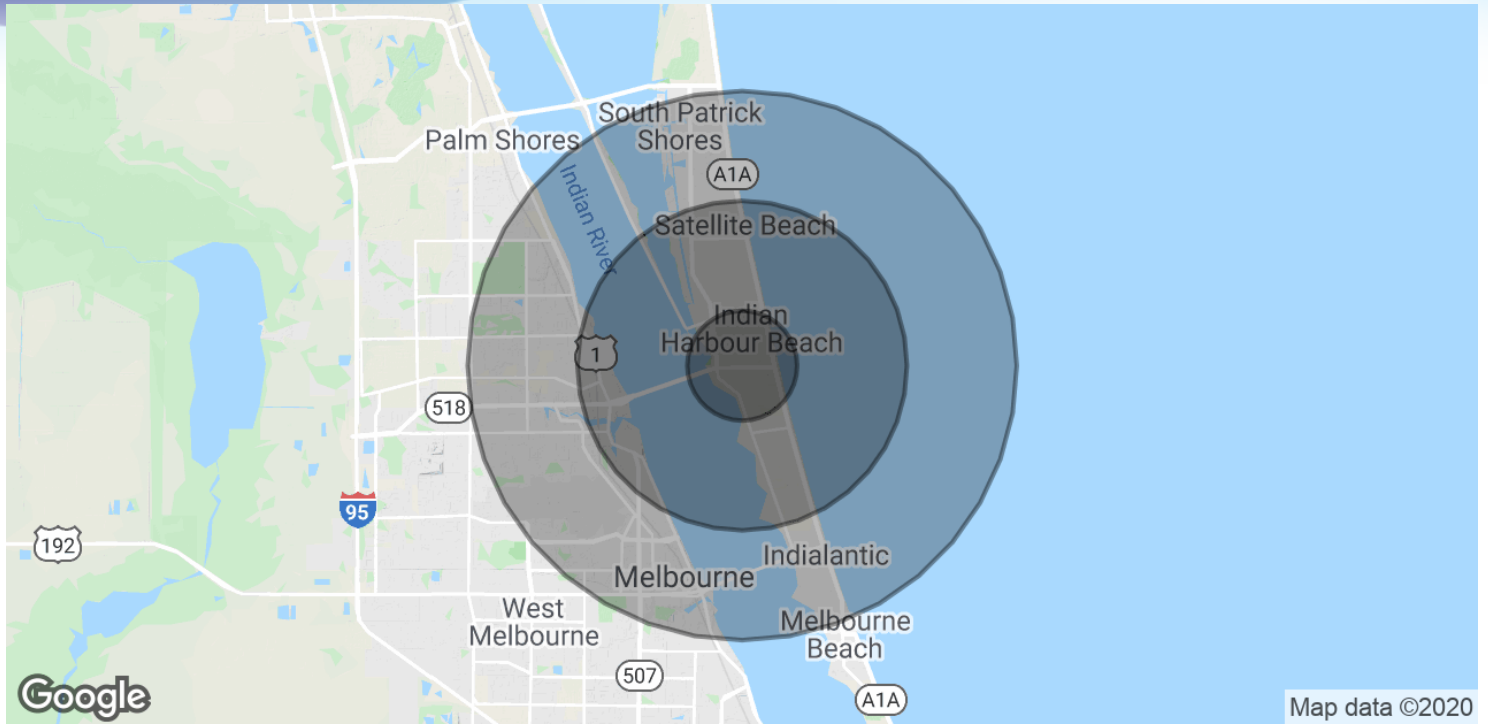 South Patrick
Shores
Palm Shores
A1A
Indian River
Satellite Beach
Indian
Harbour Beach
1
518
95
192
Indialantic
Melbourne
West
Melbourne
Melbourne
Beach
507
A1A
Google
Map data ©2020